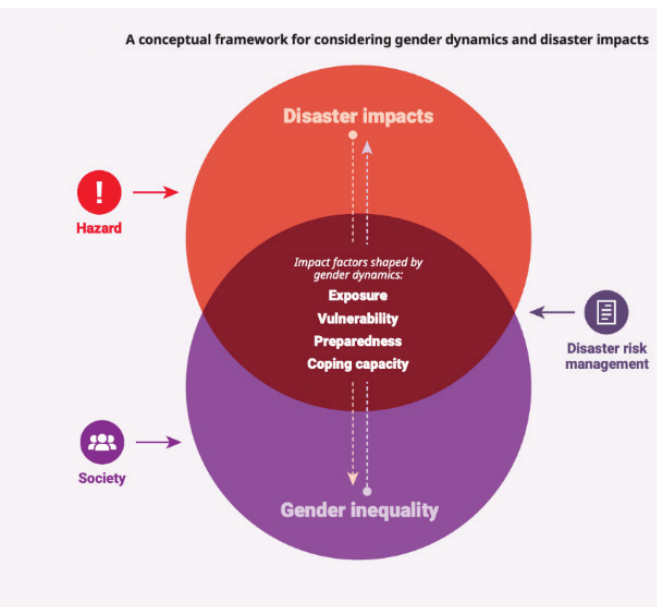 A conceptual framework for considering gender dynamics and disaster impacts
Disaster impacts
!
Hazard
Impact factors shaped by
gender dynamics:
Exposure
Vulnerability
Preparedness
Coping capacity
Disaster risk
management
Society
Gender inequality